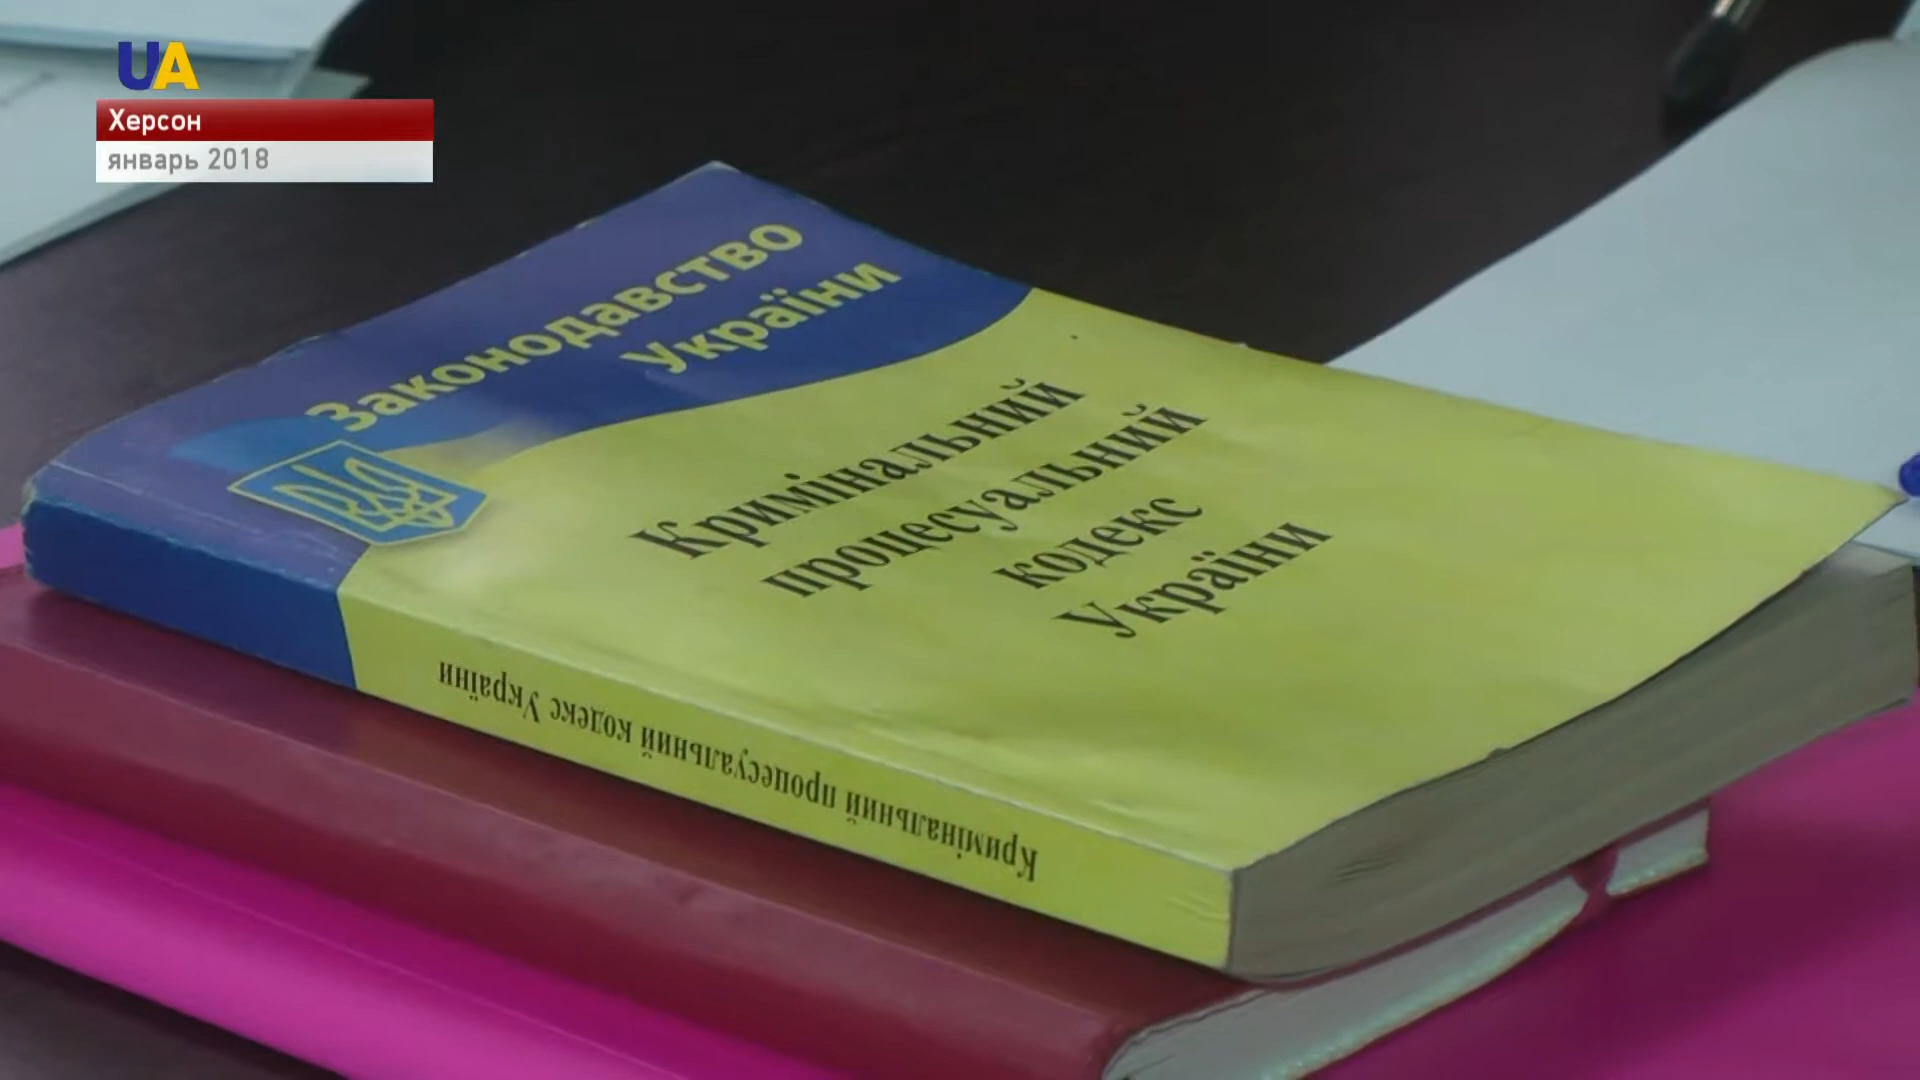 UA
Херсон
январь 2018
Законодавство
України
Кримінальний
процесуальний
кодекс
України
Кримінальний процесуальний кодекс України